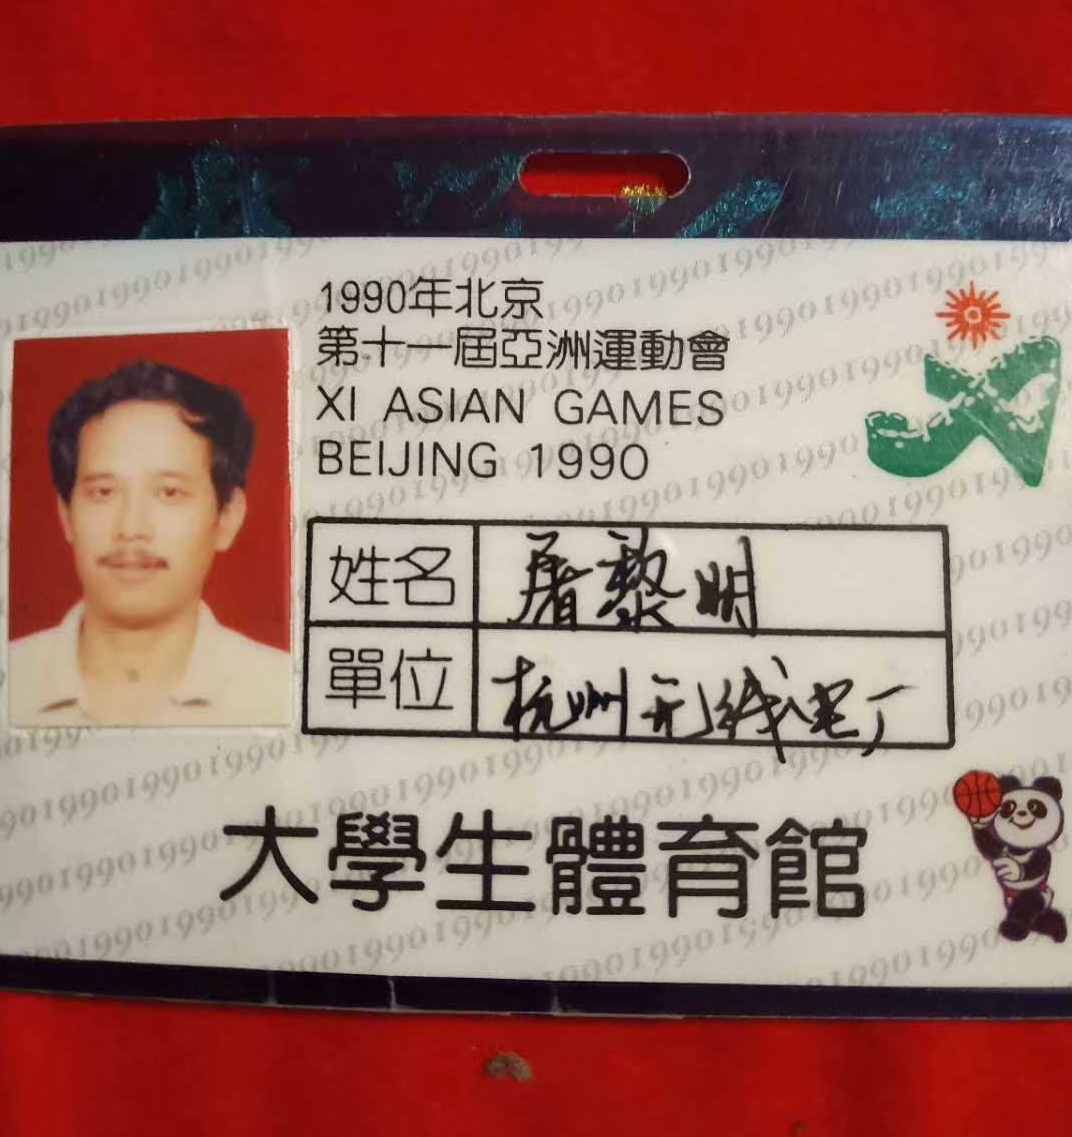 1990年北京
第十一屆亞洲運動會
XI ASIAN GAMES
BEIJING 1990
姓名 屠黎明
單位 杭州无线电厂
大學生體育館